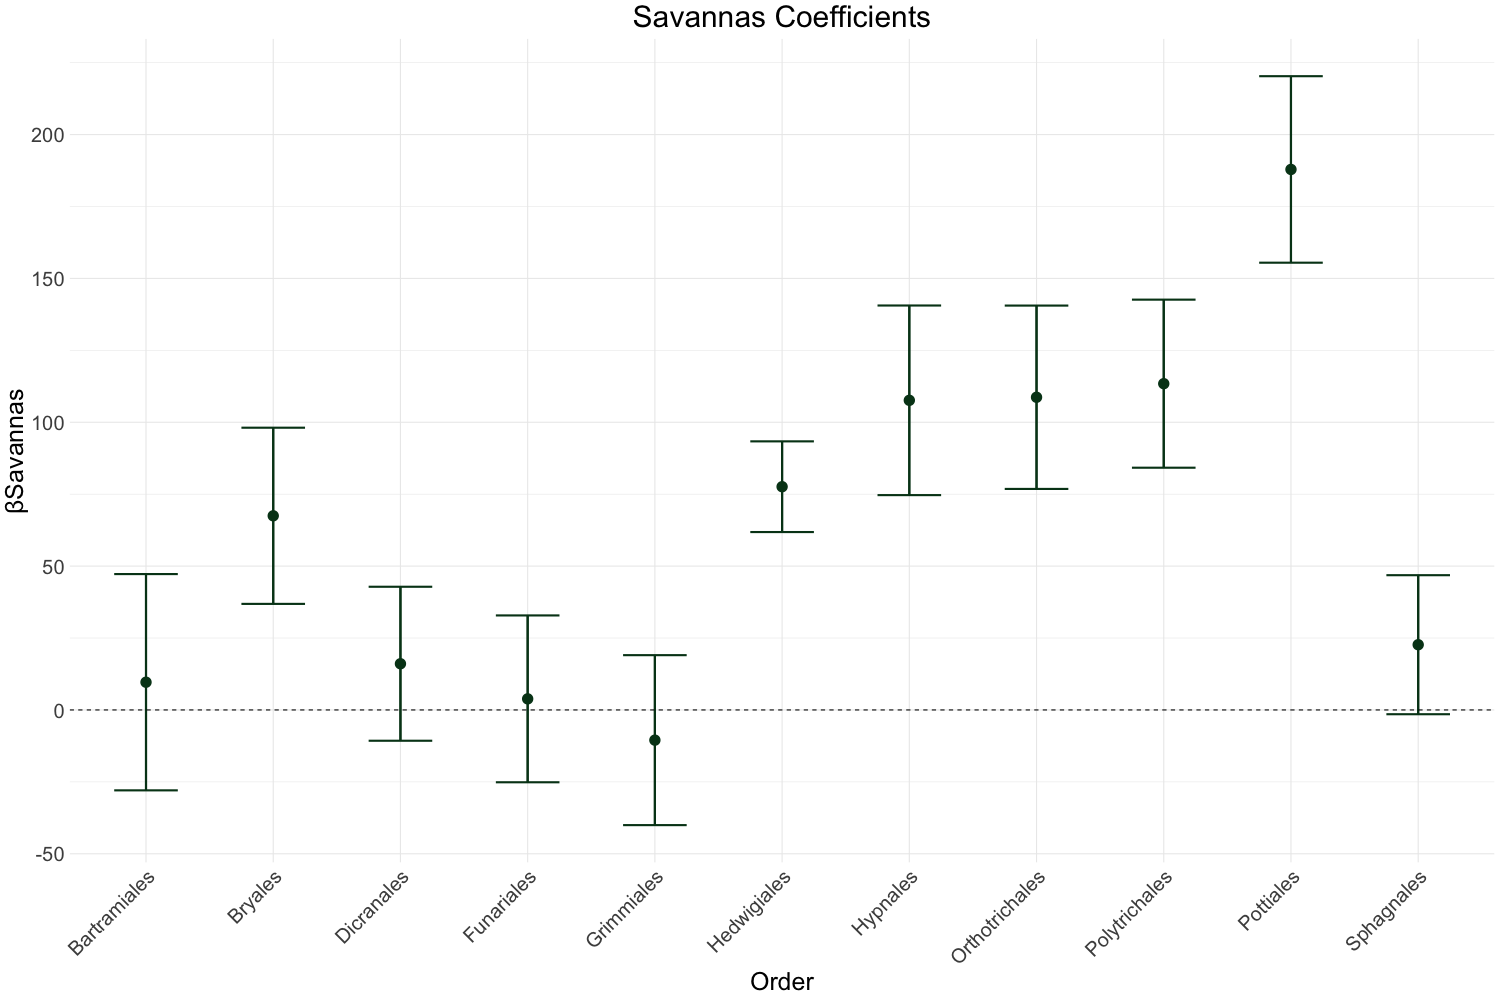 Savannas Coefficients
βSavannas
200
150
100
50
0
-50
Bartramiales
Bryales
Dicranales
Funariales
Grimmiales
Hedwigiales
Hypnales
Orthotrichales
Polytrichales
Pottiales
Sphagnales
Order